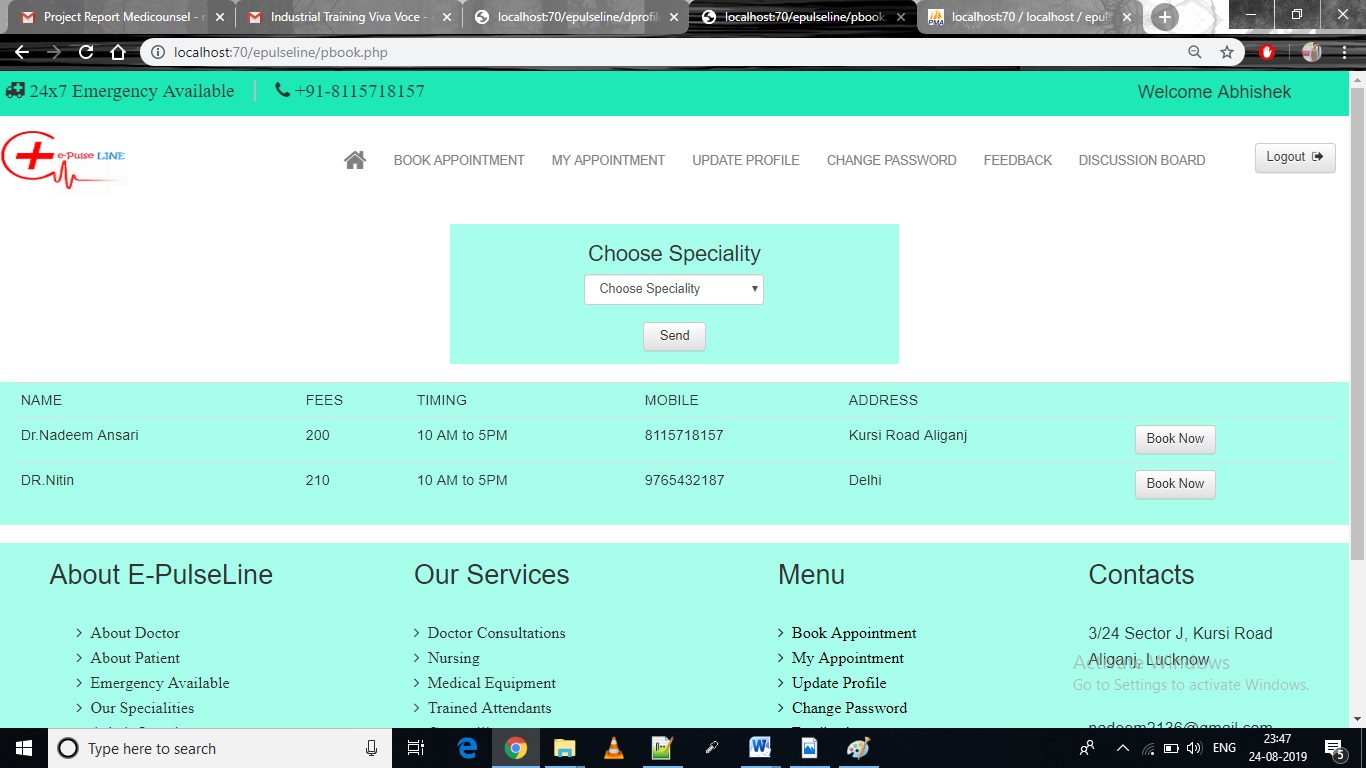 Project Report Medicounsel - n
Industrial Training Viva Voce -
localhost:70/epulseline/dprofil
localhost:70/epulseline/pbook.
localhost:70 / localhost / epuls
PMA
localhost:70/epulseline/pbook.php
24x7 Emergency Available
+91-8115718157
Welcome Abhishek
e-Pulse LINE
BOOK APPOINTMENT MY APPOINTMENT UPDATE PROFILE CHANGE PASSWORD FEEDBACK DISCUSSION BOARD
Logout
Choose Speciality
Choose Speciality
Send
NAME FEES TIMING MOBILE ADDRESS
Dr.Nadeem Ansari 200 10 AM to 5PM 8115718157 Kursi Road Aliganj Book Now
DR.Nitin 210 10 AM to 5PM 9765432187 Delhi Book Now
About E-PulseLine
About Doctor
About Patient
Emergency Available
Our Specialities
Our Services
Doctor Consultations
Nursing
Medical Equipment
Trained Attendants
Menu
Book Appointment
My Appointment
Update Profile
Change Password
Contacts
3/24 Sector J, Kursi Road
Aliganj, Lucknow
nadeem2136@gmail.com
Activate Windows
Go to Settings to activate Windows.
Type here to search
ENG
23:47
24-08-2019
5